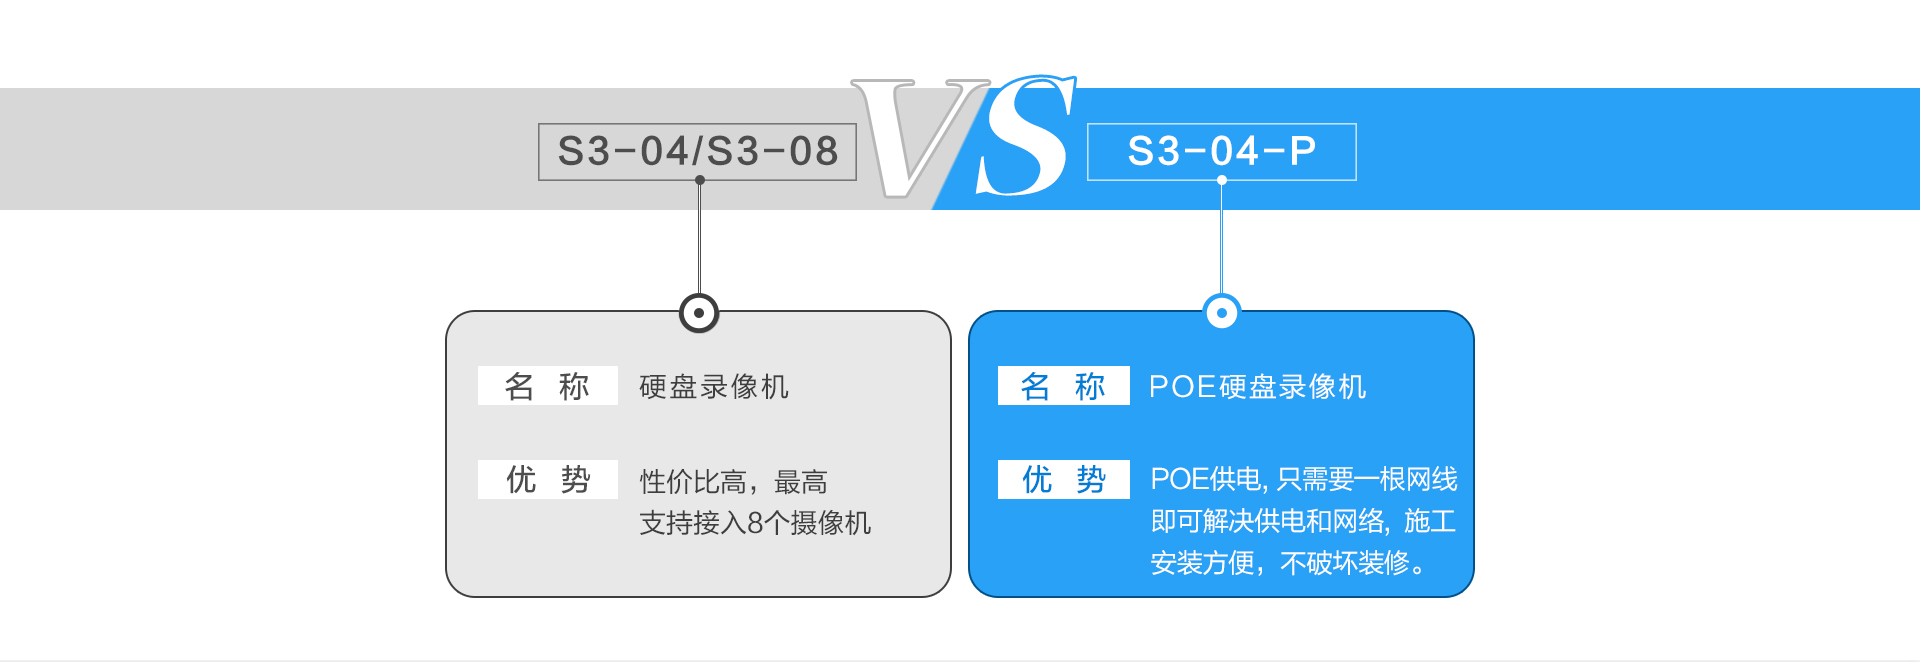 VS
S3-04/S3-08
S3-04-P
名 称
硬盘录像机
优 势
性价比高，最高
支持接入8个摄像机
名 称
POE硬盘录像机
优 势
POE供电, 只需要一根网线
即可解决供电和网络, 施工
安装方便，不破坏装修。